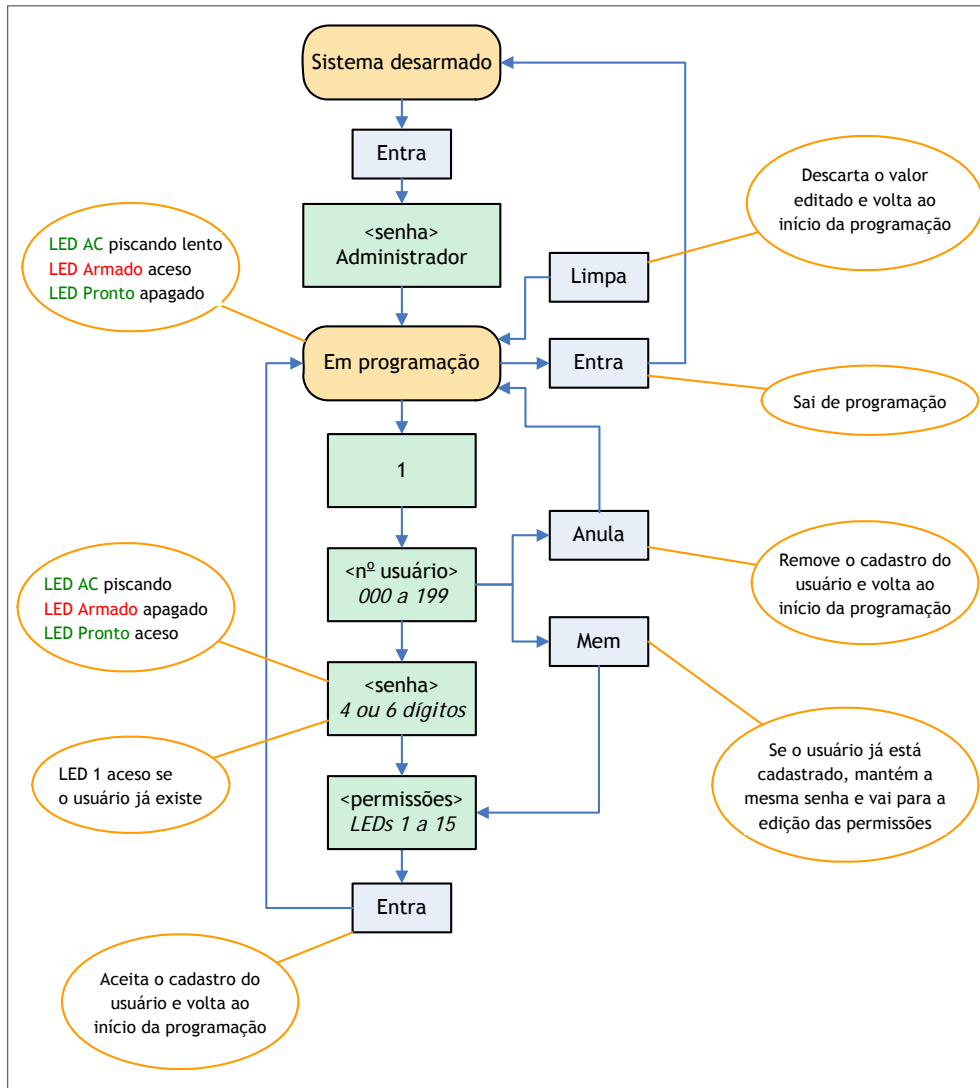 Sistema desarmado
Entra
<senha>
Administrador
Descarta o valor
editado e volta ao
início da programação
LED AC piscando lento
LED Armado aceso
LED Pronto apagado
Limpa
Em programação
Entra
Sai de programação
1
Anula
<nº usuário>
000 a 199
Remove o cadastro do
usuário e volta ao
início da programação
LED AC piscando
LED Armado apagado
LED Pronto aceso
Mem
<senha>
4 ou 6 dígitos
LED 1 aceso se
o usuário já existe
Se o usuário já está
cadastrado, mantém a
mesma senha e vai para a
edição das permissões
<permissões>
LEDs 1 a 15
Entra
Aceita o cadastro do
usuário e volta ao
início da programação